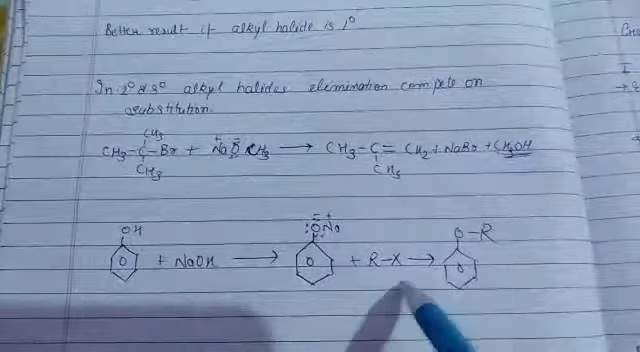 Better result if alkyl halide is 1°
In 2° & 3° alkyl halides elimination compete on
substitution.
CH₃
CH₃-C-Br + NaOCH₃ → CH₃-C=CH₂ + NaBr + CH₃OH
CH₃ CH₃
OH :ONa O-R
+ NaOH → + R-X →